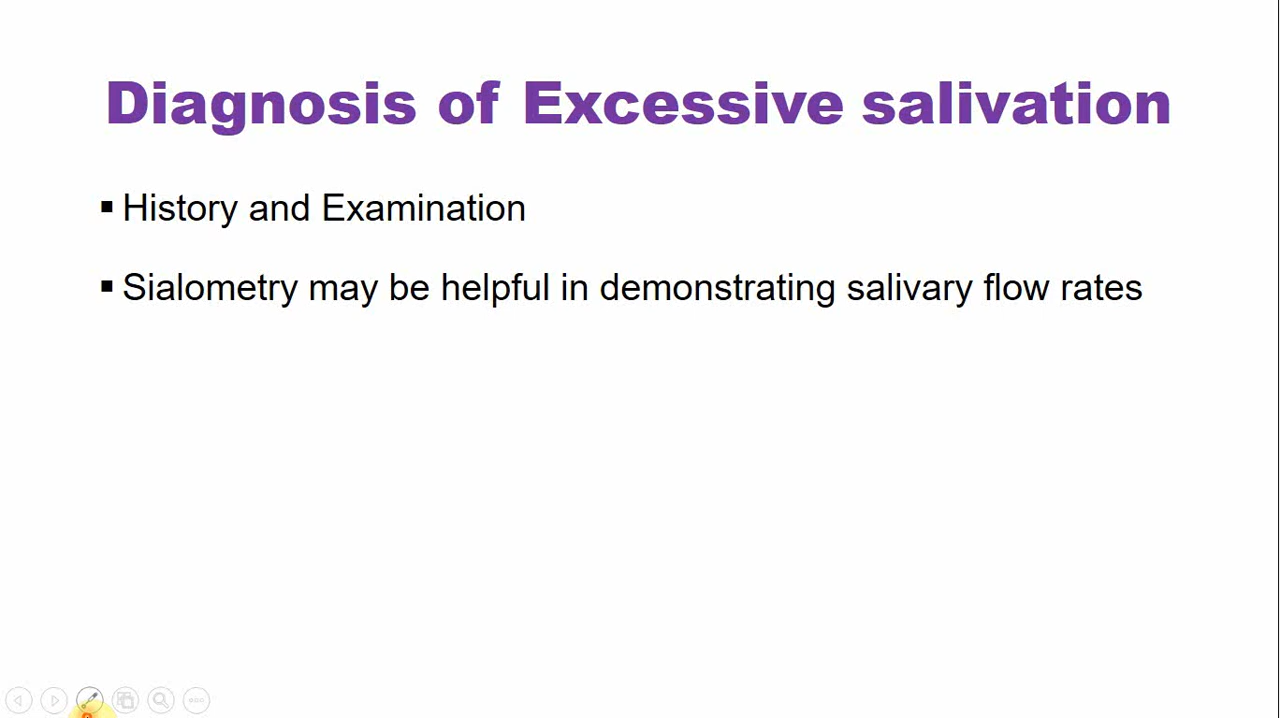 Diagnosis of Excessive salivation
▪ History and Examination
▪ Sialometry may be helpful in demonstrating salivary flow rates